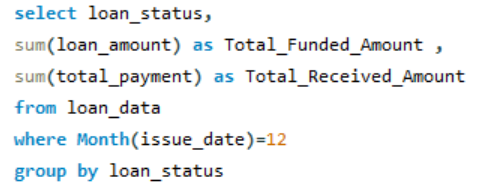 select loan_status,
sum(loan_amount) as Total_Funded_Amount ,
sum(total_payment) as Total_Received_Amount
from loan_data
where Month(issue_date)=12
group by loan_status